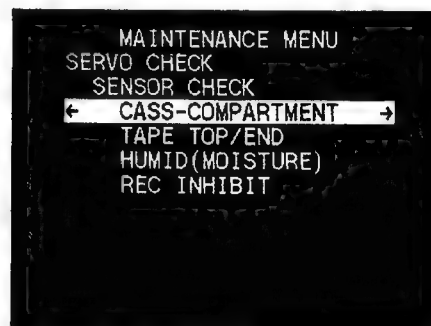 MAINTENANCE MENU
SERVO CHECK
SENSOR CHECK
← CASS-COMPARTMENT →
TAPE TOP/END
HUMID(MOISTURE)
REC INHIBIT